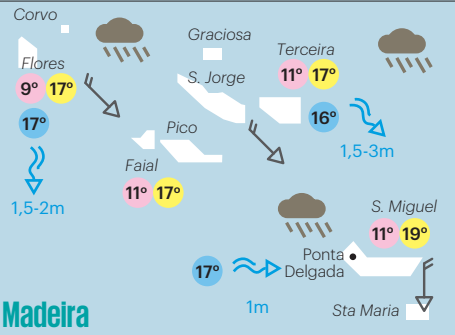 Corvo
Graciosa
Terceira
11º 17º
Flores
9º 17º
S. Jorge
17º
16º
1,5-3m
Pico
Faial
11º 17º
1,5-2m
S. Miguel
11º 19º
Ponta
Delgada
17º
1m
Sta Maria
Madeira